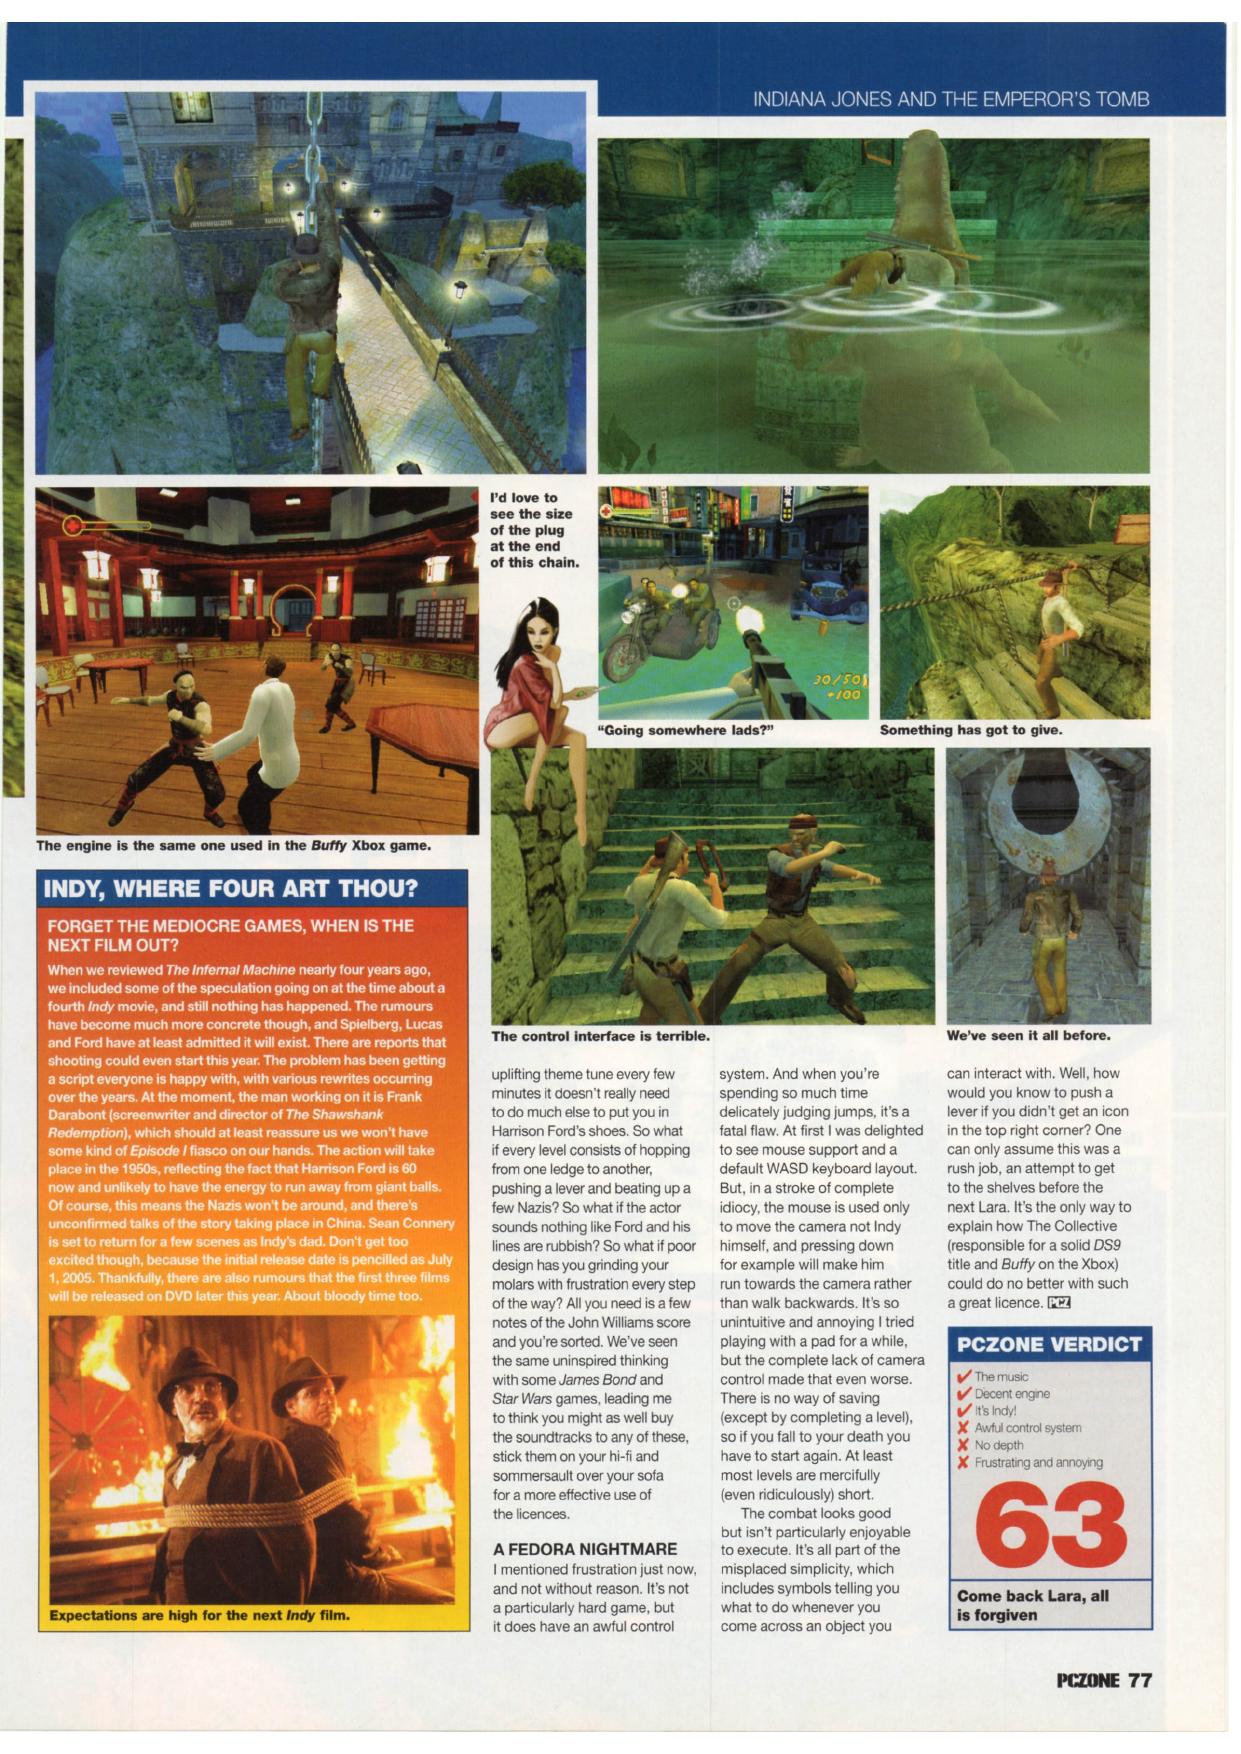 INDIANA JONES AND THE EMPEROR'S TOMB
I'd love to
see the size
of the plug
at the end
of this chain.
30/50
+100
"Going somewhere lads?"
Something has got to give.
The engine is the same one used in the Buffy Xbox game.
The control interface is terrible.
We've seen it all before.
INDY, WHERE FOUR ART THOU?
FORGET THE MEDIOCRE GAMES, WHEN IS THE
NEXT FILM OUT?
When we reviewed The Infernal Machine nearly four years ago,
we included some of the speculation going on at the time about a
fourth Indy movie, and still nothing has happened. The rumours
have become much more concrete though, and Spielberg, Lucas
and Ford have at least admitted it will exist. There are reports that
shooting could even start this year. The problem has been getting
a script everyone is happy with, with various rewrites occurring
over the years. At the moment, the man working on it is Frank
Darabont (screenwriter and director of The Shawshank
Redemption), which should at least reassure us we won't have
some kind of Episode I fiasco on our hands. The action will take
place in the 1950s, reflecting the fact that Harrison Ford is 60
now and unlikely to have the energy to run away from giant balls.
Of course, this means the Nazis won't be around, and there's
unconfirmed talks of the story taking place in China. Sean Connery
is set to return for a few scenes as Indy's dad. Don't get too
excited though, because the initial release date is pencilled as July
1, 2005. Thankfully, there are also rumours that the first three films
will be released on DVD later this year. About bloody time too.
Expectations are high for the next Indy film.
uplifting theme tune every few
minutes it doesn't really need
to do much else to put you in
Harrison Ford's shoes. So what
if every level consists of hopping
from one ledge to another,
pushing a lever and beating up a
few Nazis? So what if the actor
sounds nothing like Ford and his
lines are rubbish? So what if poor
design has you grinding your
molars with frustration every step
of the way? All you need is a few
notes of the John Williams score
and you're sorted. We've seen
the same uninspired thinking
with some James Bond and
Star Wars games, leading me
to think you might as well buy
the soundtracks to any of these,
stick them on your hi-fi and
sommersault over your sofa
for a more effective use of
the licences.
A FEDORA NIGHTMARE
I mentioned frustration just now,
and not without reason. It's not
a particularly hard game, but
it does have an awful control
system. And when you're
spending so much time
delicately judging jumps, it's a
fatal flaw. At first I was delighted
to see mouse support and a
default WASD keyboard layout.
But, in a stroke of complete
idiocy, the mouse is used only
to move the camera not Indy
himself, and pressing down
for example will make him
run towards the camera rather
than walk backwards. It's so
unintuitive and annoying I tried
playing with a pad for a while,
but the complete lack of camera
control made that even worse.
There is no way of saving
(except by completing a level),
so if you fall to your death you
have to start again. At least
most levels are mercifully
(even ridiculously) short.
The combat looks good
but isn't particularly enjoyable
to execute. It's all part of the
misplaced simplicity, which
includes symbols telling you
what to do whenever you
come across an object you
can interact with. Well, how
would you know to push a
lever if you didn't get an icon
in the top right corner? One
can only assume this was a
rush job, an attempt to get
to the shelves before the
next Lara. It's the only way to
explain how The Collective
(responsible for a solid DS9
title and Buffy on the Xbox)
could do no better with such
a great licence. PCZ
PCZONE VERDICT
The music
Decent engine
It's Indy!
Awful control system
No depth
Frustrating and annoying
63
Come back Lara, all
is forgiven
PCZONE 77